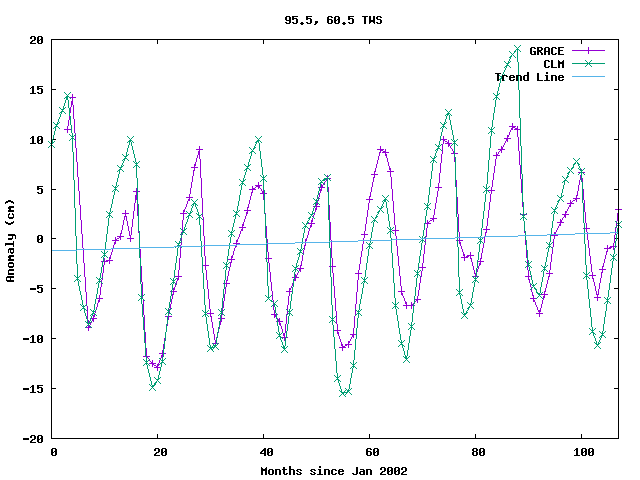 95.5, 60.5 TWS
GRACE
CLM
Trend Line
20
15
10
5
0
-5
-10
-15
-20
Anomaly (cm)
0 20 40 60 80 100
Months since Jan 2002